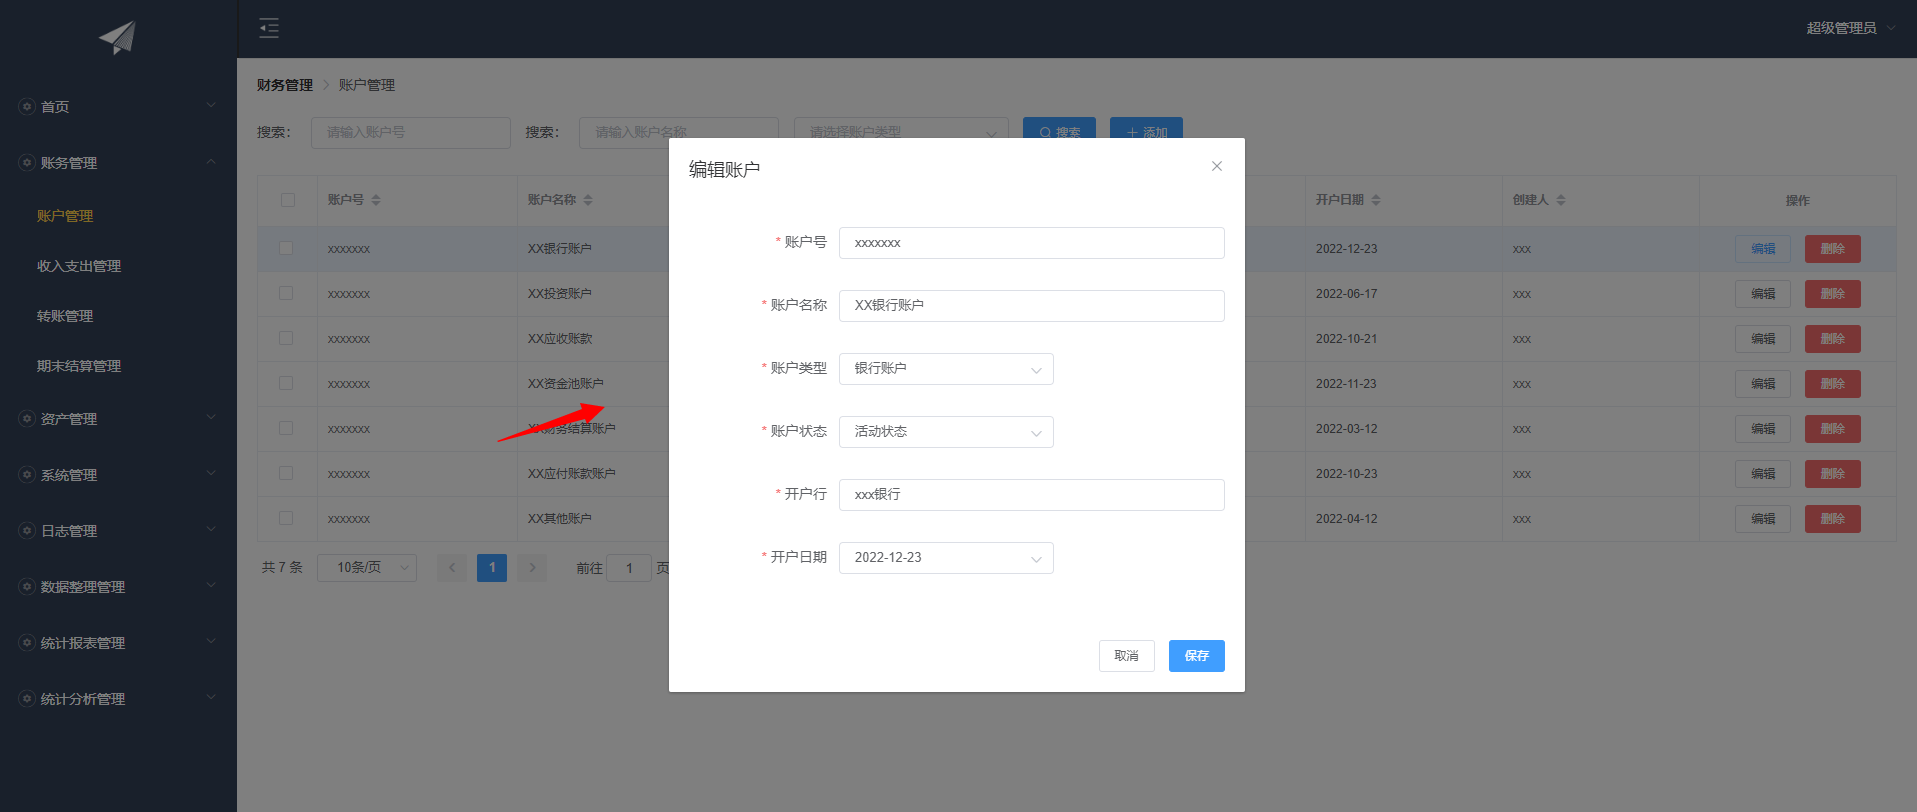 超级管理员
首页
账务管理
账户管理
收入支出管理
转账管理
期末结算管理
资产管理
系统管理
日志管理
数据整理管理
统计报表管理
统计分析管理
财务管理 > 账户管理
搜索: 请输入账户号 搜索: 请输入账户名称 请选择账户类型 搜索 + 添加
账户号 账户名称 开户日期 创建人 操作
xxxxxxx XX银行账户 2022-12-23 xxx 编辑 删除
xxxxxxx XX投资账户 2022-06-17 xxx 编辑 删除
xxxxxxx XX应收账款 2022-10-21 xxx 编辑 删除
xxxxxxx XX资金池账户 2022-11-23 xxx 编辑 删除
xxxxxxx XX财务结算账户 2022-03-12 xxx 编辑 删除
xxxxxxx XX应付账款账户 2022-10-23 xxx 编辑 删除
xxxxxxx XX其他账户 2022-04-12 xxx 编辑 删除
共 7 条 10条/页 < 1 > 前往 1 页
编辑账户
* 账户号 xxxxxxx
* 账户名称 XX银行账户
* 账户类型 银行账户
* 账户状态 活动状态
* 开户行 xxx银行
* 开户日期 2022-12-23
取消 保存